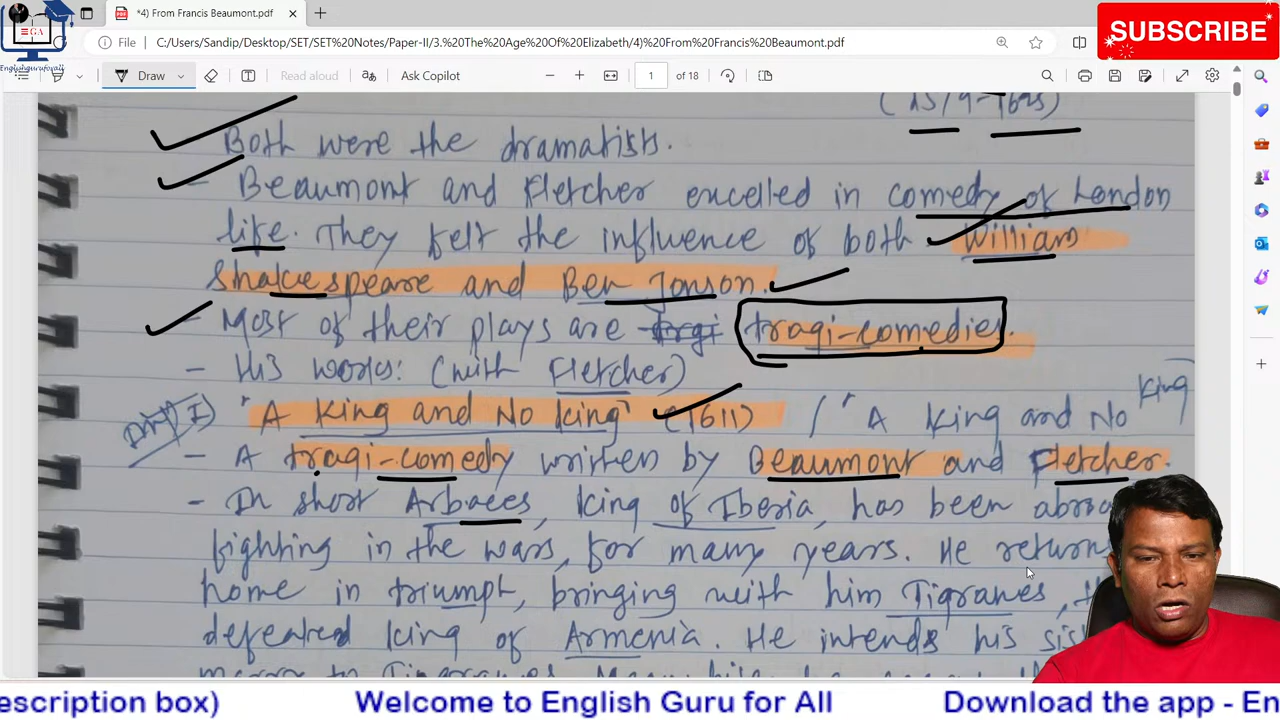 *4) From Francis Beaumont.pdf
File
C:/Users/Sandip/Desktop/SET/SET%20Notes/Paper-II/3.%20The%20Age%20Of%20Elizabeth/4)%20From%20Francis%20Beaumont.pdf
SUBSCRIBE
EGA
Englishguruforall
Draw
Read aloud
Ask Copilot
1 of 18
Both were the dramatists.
- Beaumont and Fletcher excelled in comedy of London
life. They felt the influence of both William
Shakespeare and Ben Jonson.
- Most of their plays are tragi tragi-comedies.
- His works: (with Fletcher)
Imp I) "A King and No King" (1611) / "A King and No King
- A tragi-comedy written by Beaumont and Fletcher.
- In short Arbaces, King of Iberia, has been
fighting in the wars, for many years. He returns
home in triumph, bringing with him Tigranes,
defeated king of Armenia. He intends his
escription box)
Welcome to English Guru for All
Download the app - En